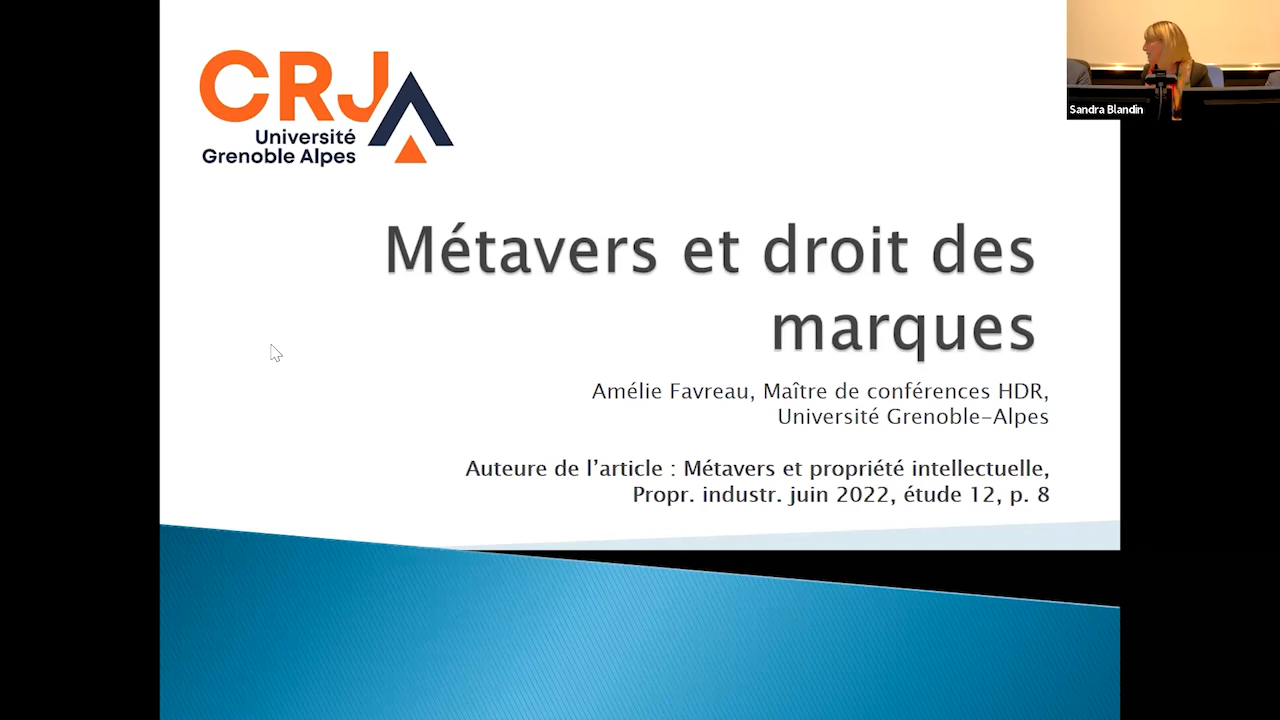 CRJ
Université
Grenoble Alpes
Sandra Blandin
Métavers et droit des
marques
Amélie Favreau, Maître de conférences HDR,
Université Grenoble-Alpes
Auteure de l’article : Métavers et propriété intellectuelle,
Propr. industr. juin 2022, étude 12, p. 8